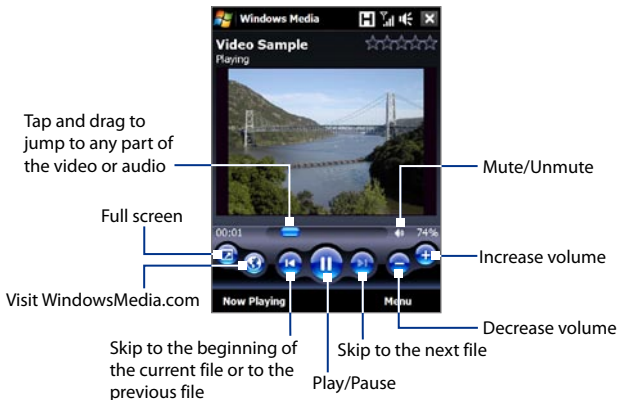 Windows Media
Video Sample
Playing
Tap and drag to
jump to any part of
the video or audio
Mute/Unmute
Full screen
00:01
74%
Increase volume
Visit WindowsMedia.com
Now Playing
Menu
Decrease volume
Skip to the beginning of
the current file or to the
previous file
Skip to the next file
Play/Pause